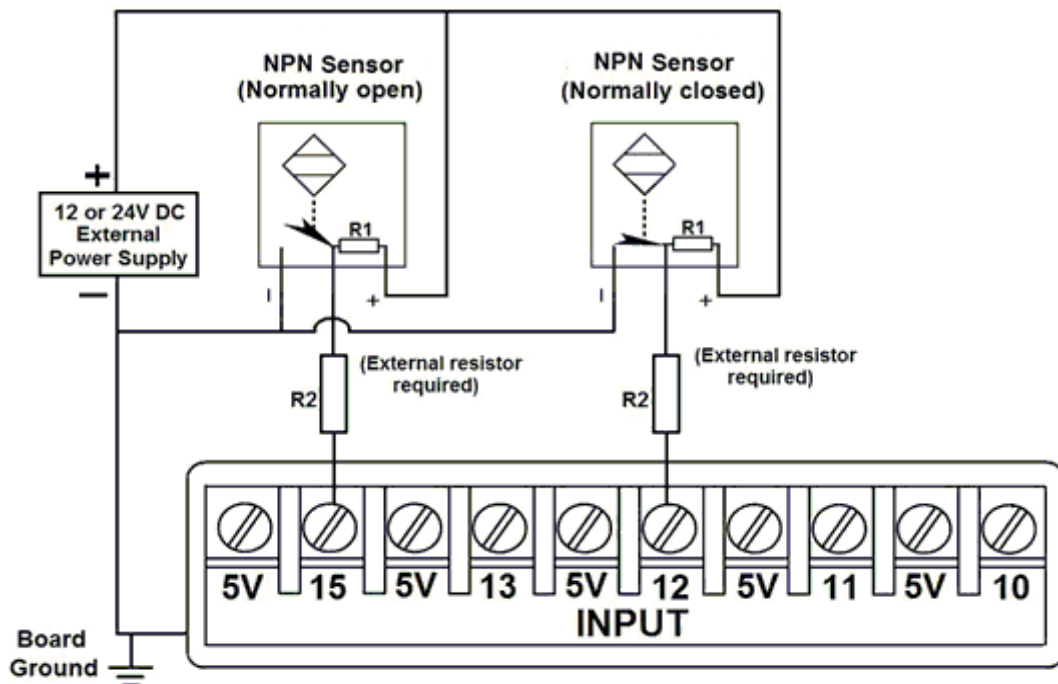 NPN Sensor
(Normally open)
NPN Sensor
(Normally closed)
+
12 or 24V DC
External
Power Supply
−
R1
R1
I
+
I
+
(External resistor
required)
(External resistor
required)
R2
R2
5V 15 5V 13 5V 12 5V 11 5V 10
INPUT
Board
Ground